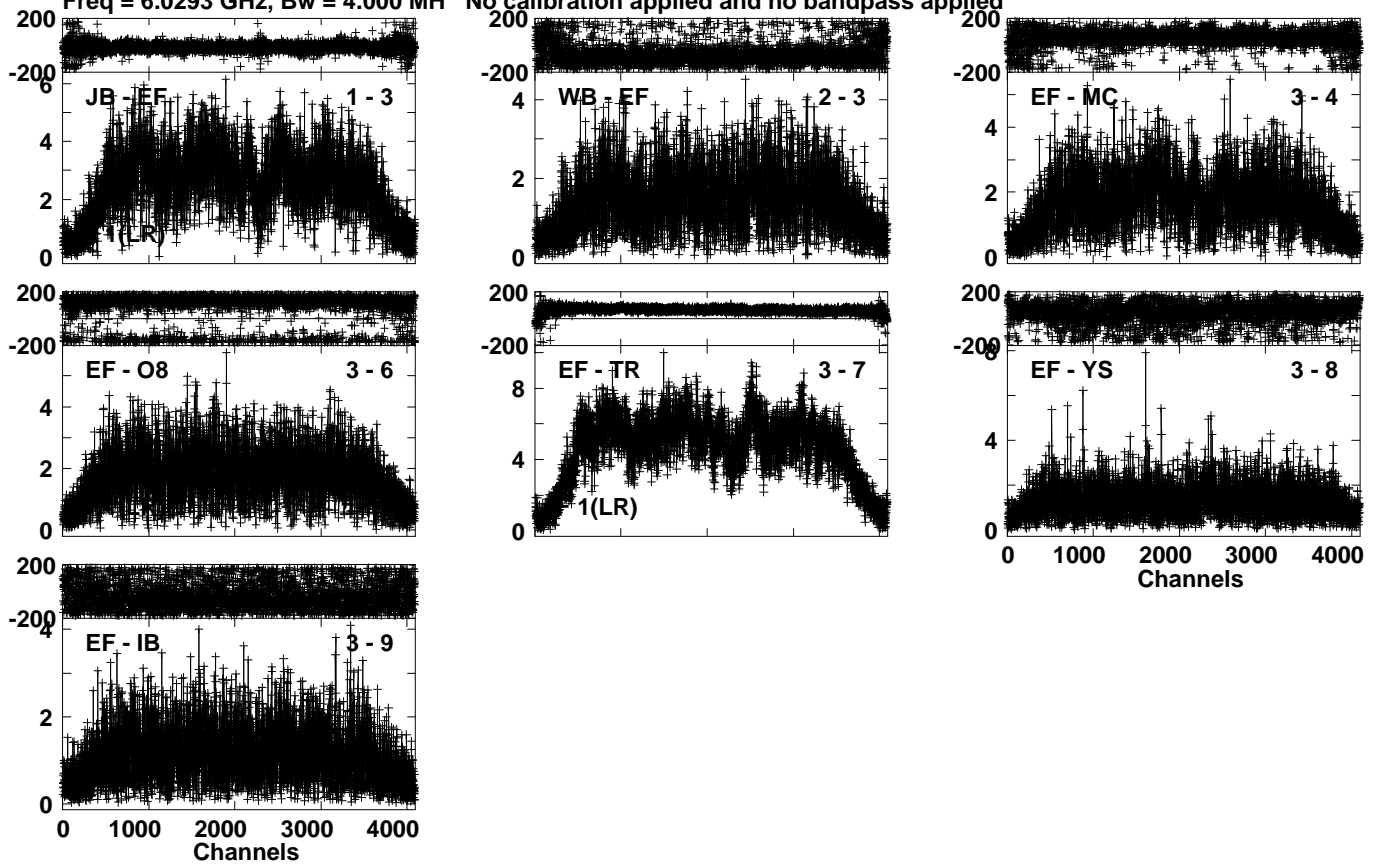 Freq = 6.0293 GHz, Bw = 4.000 MH No calibration applied and no bandpass applied
200
-200
6
4
2
0
JB - EF
1 - 3
1(LR)
200
-200
4
2
0
WB - EF
2 - 3
200
-200
4
2
0
EF - MC
3 - 4
200
-200
4
2
0
EF - O8
3 - 6
200
-200
8
4
0
EF - TR
3 - 7
1(LR)
200
-200
8
4
0
EF - YS
3 - 8
0 1000 2000 3000 4000
Channels
200
-200
4
2
0
EF - IB
3 - 9
0 1000 2000 3000 4000
Channels